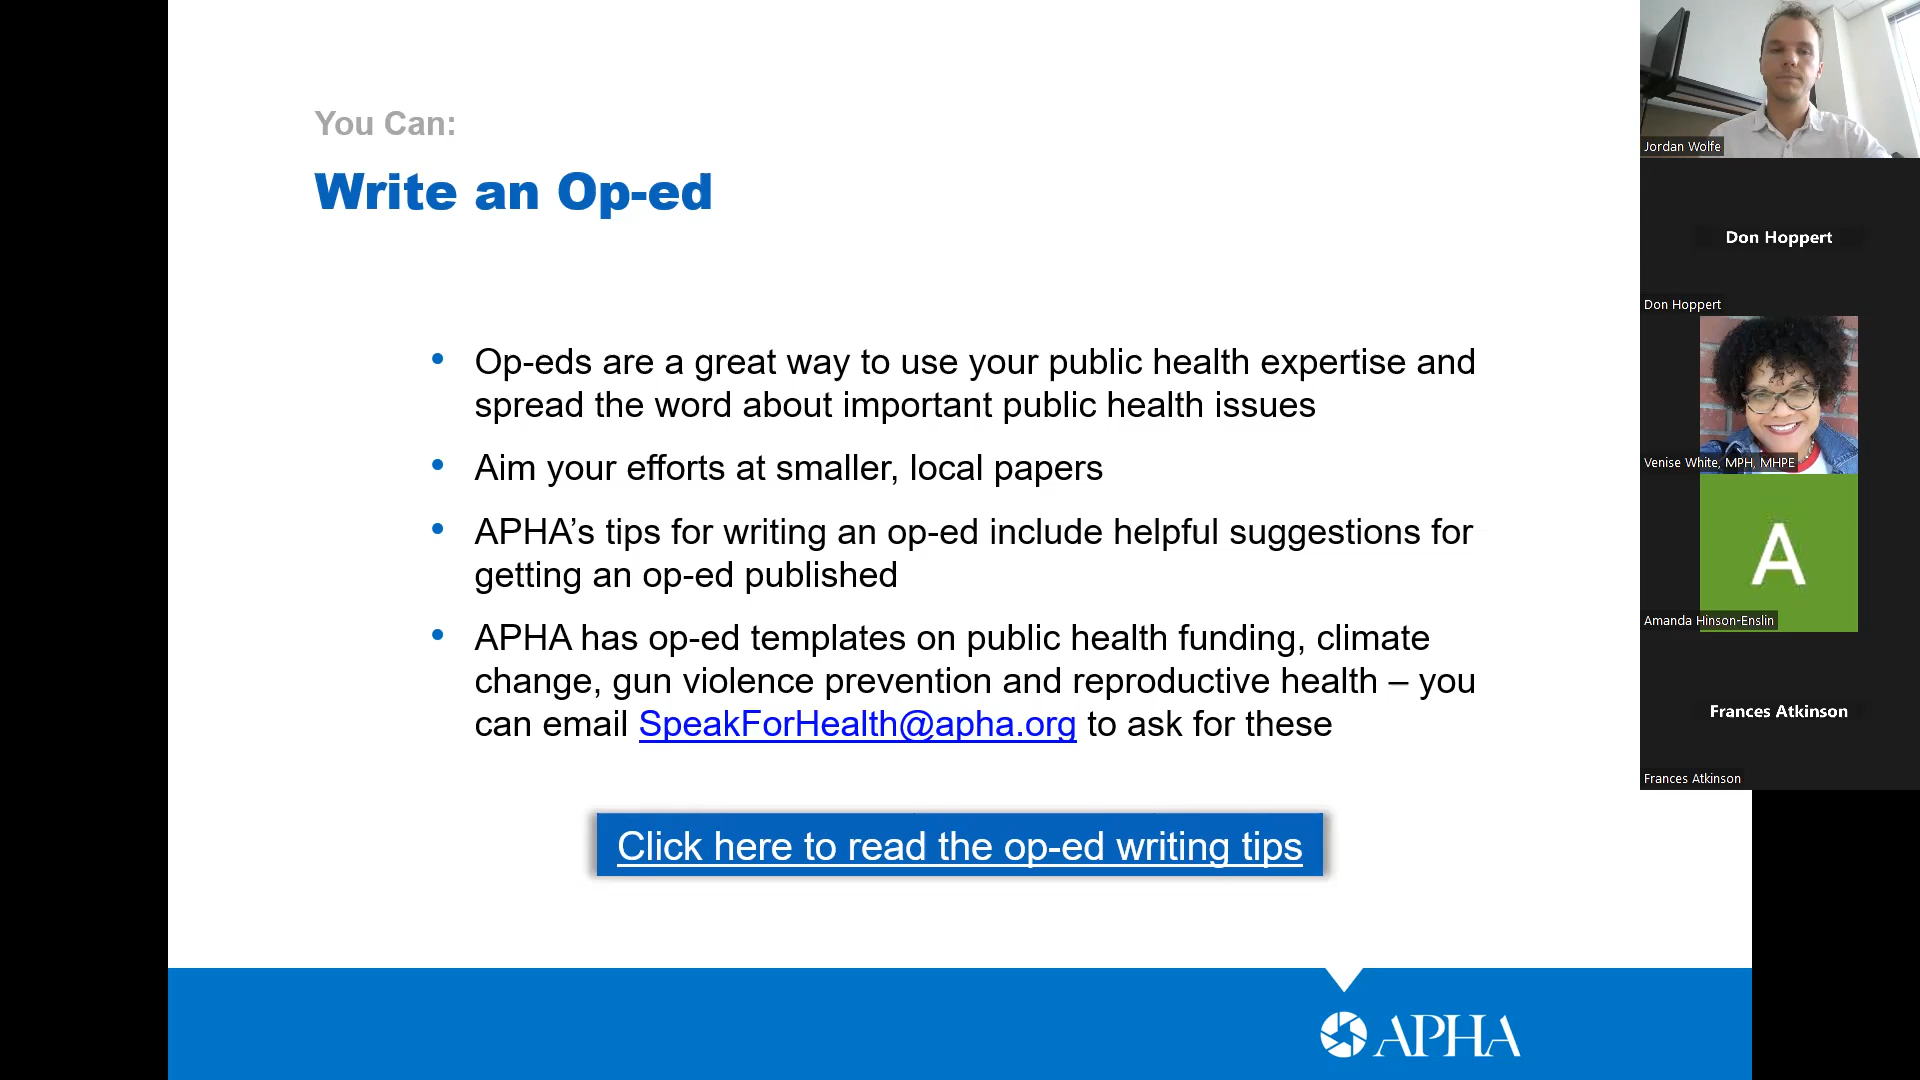 You Can:
Write an Op-ed
• Op-eds are a great way to use your public health expertise and
spread the word about important public health issues
• Aim your efforts at smaller, local papers
• APHA’s tips for writing an op-ed include helpful suggestions for
getting an op-ed published
• APHA has op-ed templates on public health funding, climate
change, gun violence prevention and reproductive health – you
can email SpeakForHealth@apha.org to ask for these
Click here to read the op-ed writing tips
APHA
Jordan Wolfe
Don Hoppert
Don Hoppert
Venise White, MPH, MHPE
A
Amanda Hinson-Enslin
Frances Atkinson
Frances Atkinson